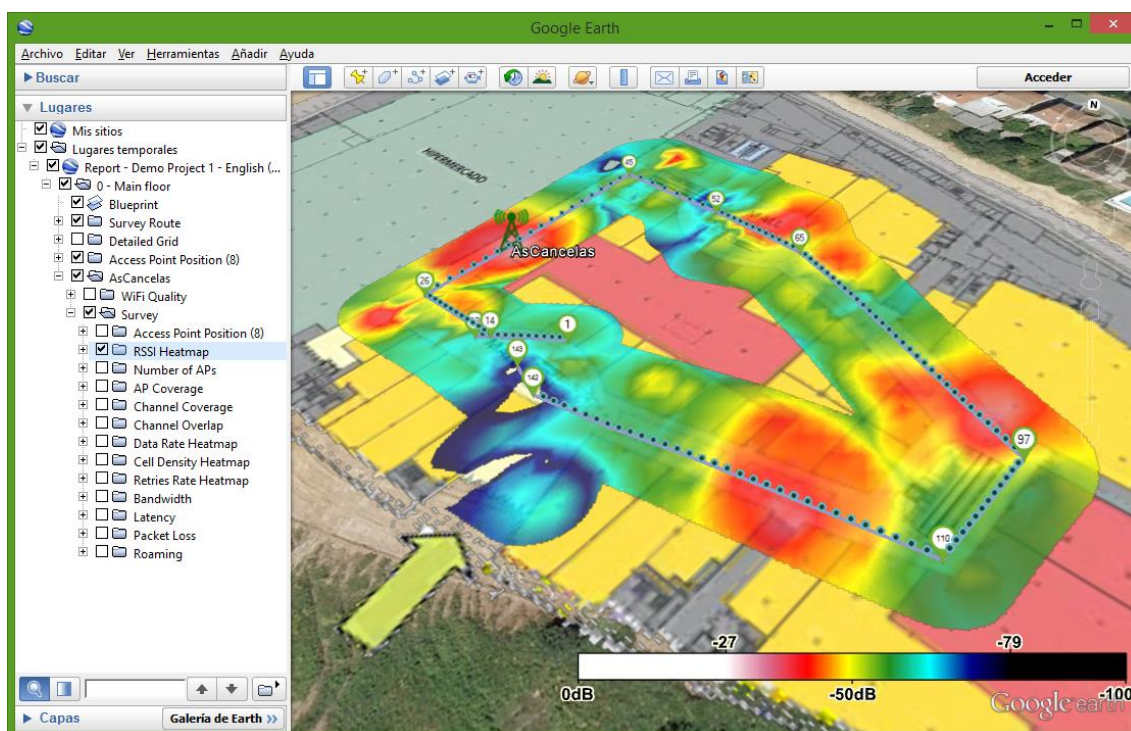 Google Earth
Archivo Editar Ver Herramientas Añadir Ayuda
Buscar
Acceder
Lugares
Mis sitios
Lugares temporales
Report - Demo Project 1 - English (...
0 - Main floor
Blueprint
Survey Route
Detailed Grid
Access Point Position (8)
AsCancelas
WiFi Quality
Survey
Access Point Position (8)
RSSI Heatmap
Number of APs
AP Coverage
Channel Coverage
Channel Overlap
Data Rate Heatmap
Cell Density Heatmap
Retries Rate Heatmap
Bandwidth
Latency
Packet Loss
Roaming
Capas
Galería de Earth >>
N
HIPERMERCADO
45
52
65
AsCancelas
26
14
1
143
142
97
110
-27 -79
0dB -50dB -100
Google earth